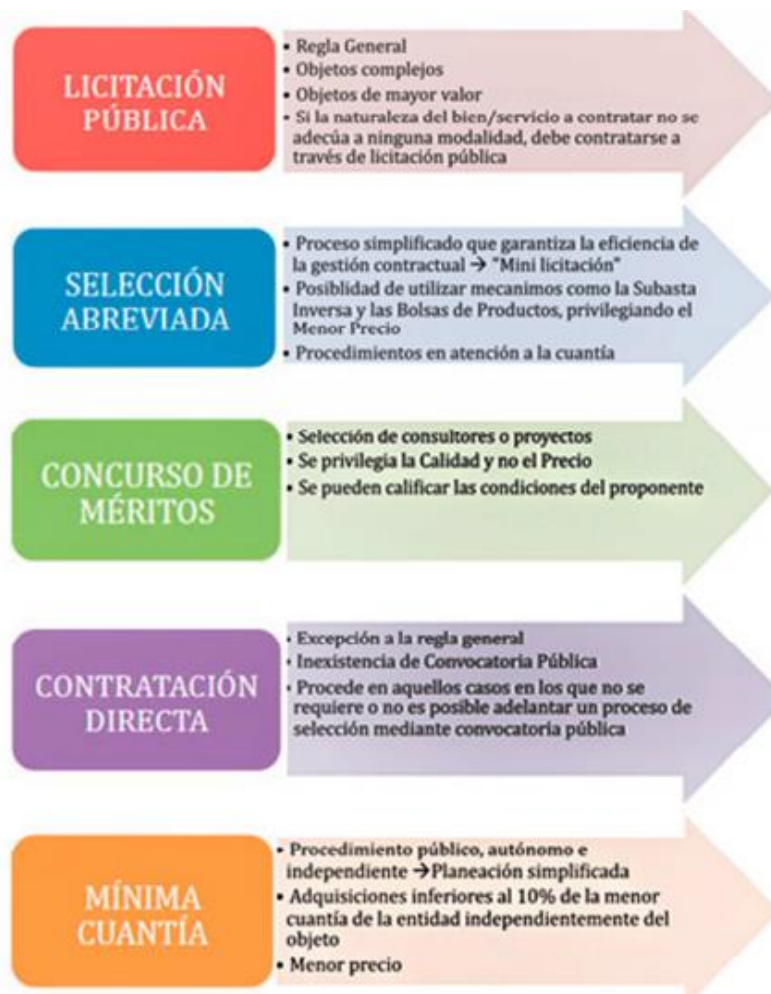 LICITACIÓN
PÚBLICA
• Regla General
• Objetos complejos
• Objetos de mayor valor
• Si la naturaleza del bien/servicio a contratar no se
adecúa a ninguna modalidad, debe contratarse a
través de licitación pública
SELECCIÓN
ABREVIADA
• Proceso simplificado que garantiza la eficiencia de
la gestión contractual → "Mini licitación"
• Posiblidad de utilizar mecanimos como la Subasta
Inversa y las Bolsas de Productos, privilegiando el
Menor Precio
• Procedimientos en atención a la cuantía
CONCURSO DE
MÉRITOS
• Selección de consultores o proyectos
• Se privilegia la Calidad y no el Precio
• Se pueden calificar las condiciones del proponente
CONTRATACIÓN
DIRECTA
• Excepción a la regla general
• Inexistencia de Convocatoria Pública
• Procede en aquellos casos en los que no se
requiere o no es posible adelantar un proceso de
selección mediante convocatoria pública
MÍNIMA
CUANTÍA
• Procedimiento público, autónomo e
independiente →Planeación simplificada
• Adquisiciones inferiores al 10% de la menor
cuantía de la entidad independientemente del
objeto
• Menor precio